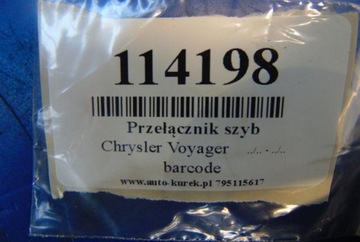 114198
Przełącznik szyb
Chrysler Voyager ../.. - ../..
barcode
www.auto-kurek.pl 795115617